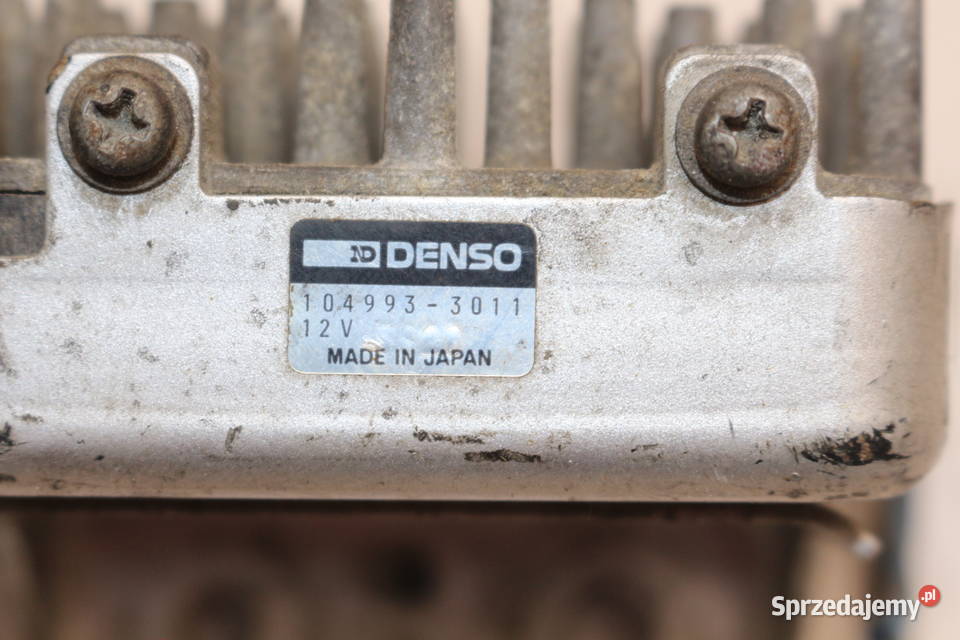 ND DENSO
104993-3011
12V
MADE IN JAPAN
Sprzedajemy.pl